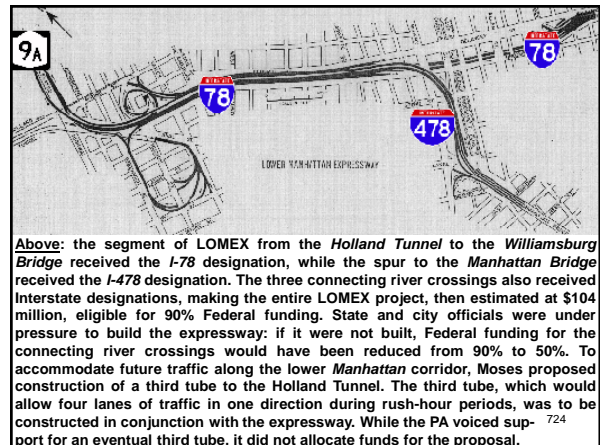 9A
INTERSTATE
78
INTERSTATE
78
INTERSTATE
478
LOWER MANHATTAN EXPRESSWAY
Above: the segment of LOMEX from the Holland Tunnel to the Williamsburg
Bridge received the I-78 designation, while the spur to the Manhattan Bridge
received the I-478 designation. The three connecting river crossings also received
Interstate designations, making the entire LOMEX project, then estimated at $104
million, eligible for 90% Federal funding. State and city officials were under
pressure to build the expressway: if it were not built, Federal funding for the
connecting river crossings would have been reduced from 90% to 50%. To
accommodate future traffic along the lower Manhattan corridor, Moses proposed
construction of a third tube to the Holland Tunnel. The third tube, which would
allow four lanes of traffic in one direction during rush-hour periods, was to be
constructed in conjunction with the expressway. While the PA voiced sup-
724
port for an eventual third tube, it did not allocate funds for the proposal.